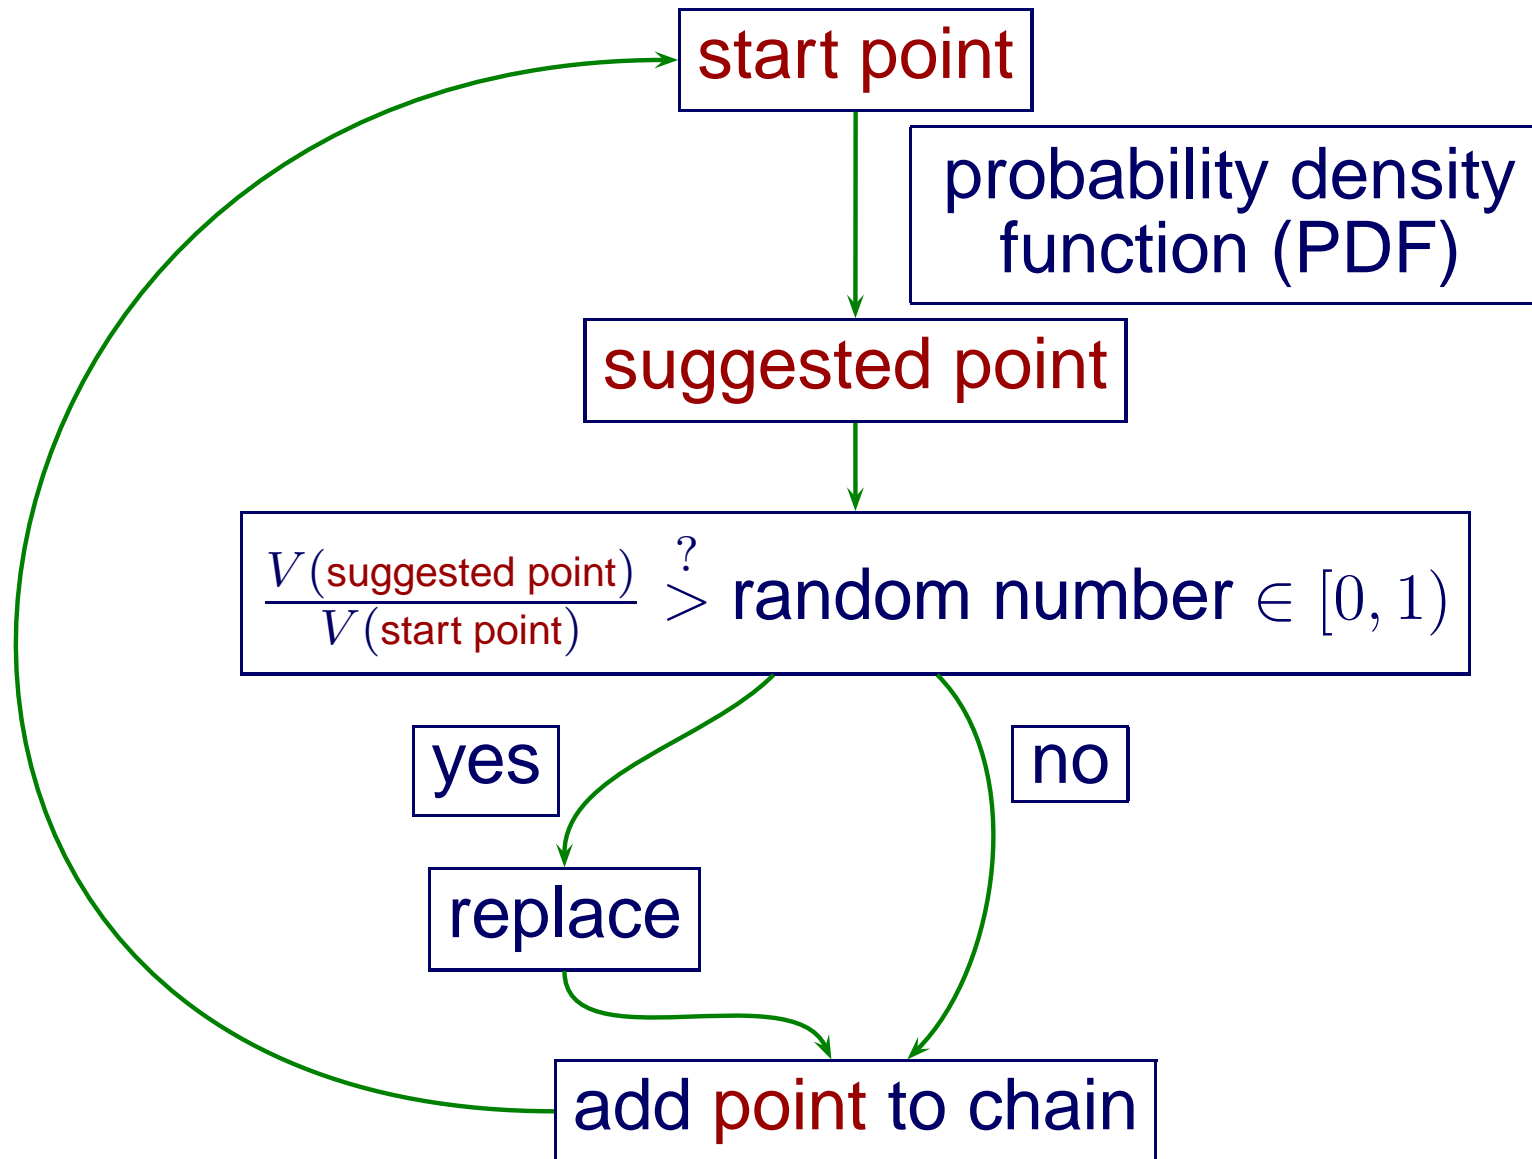 start point
probability density
function (PDF)
suggested point
V(suggested point)
V(start point)
?
> random number ∈ [0, 1)
yes
no
replace
add point to chain